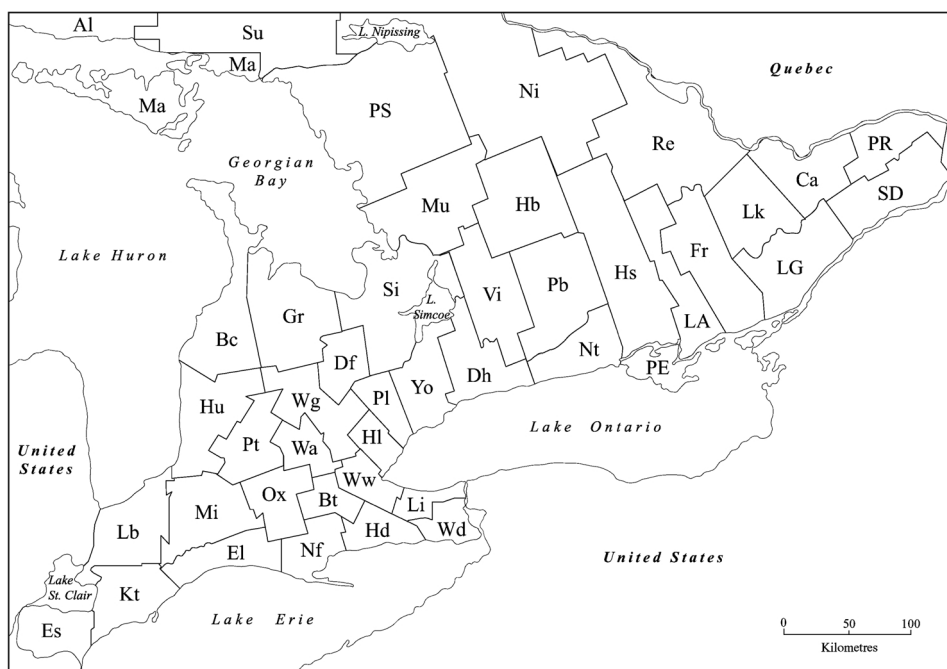 Al
Su
L. Nipissing
Ma
Quebec
Ma
PS
Ni
Georgian
Bay
Re
PR
Ca
SD
Mu
Hb
Lk
Lake Huron
Fr
LG
Si
Vi
Pb
Hs
L.
Simcoe
Gr
Bc
LA
Df
Nt
PE
Yo
Dh
Pl
Hu
Wg
Lake Ontario
Hl
Pt
Wa
United
States
Ww
Ox
Bt
Li
Mi
Hd
Wd
Lb
El
Nf
United States
Lake
St. Clair
Kt
Lake Erie
Es
0 50 100
Kilometres